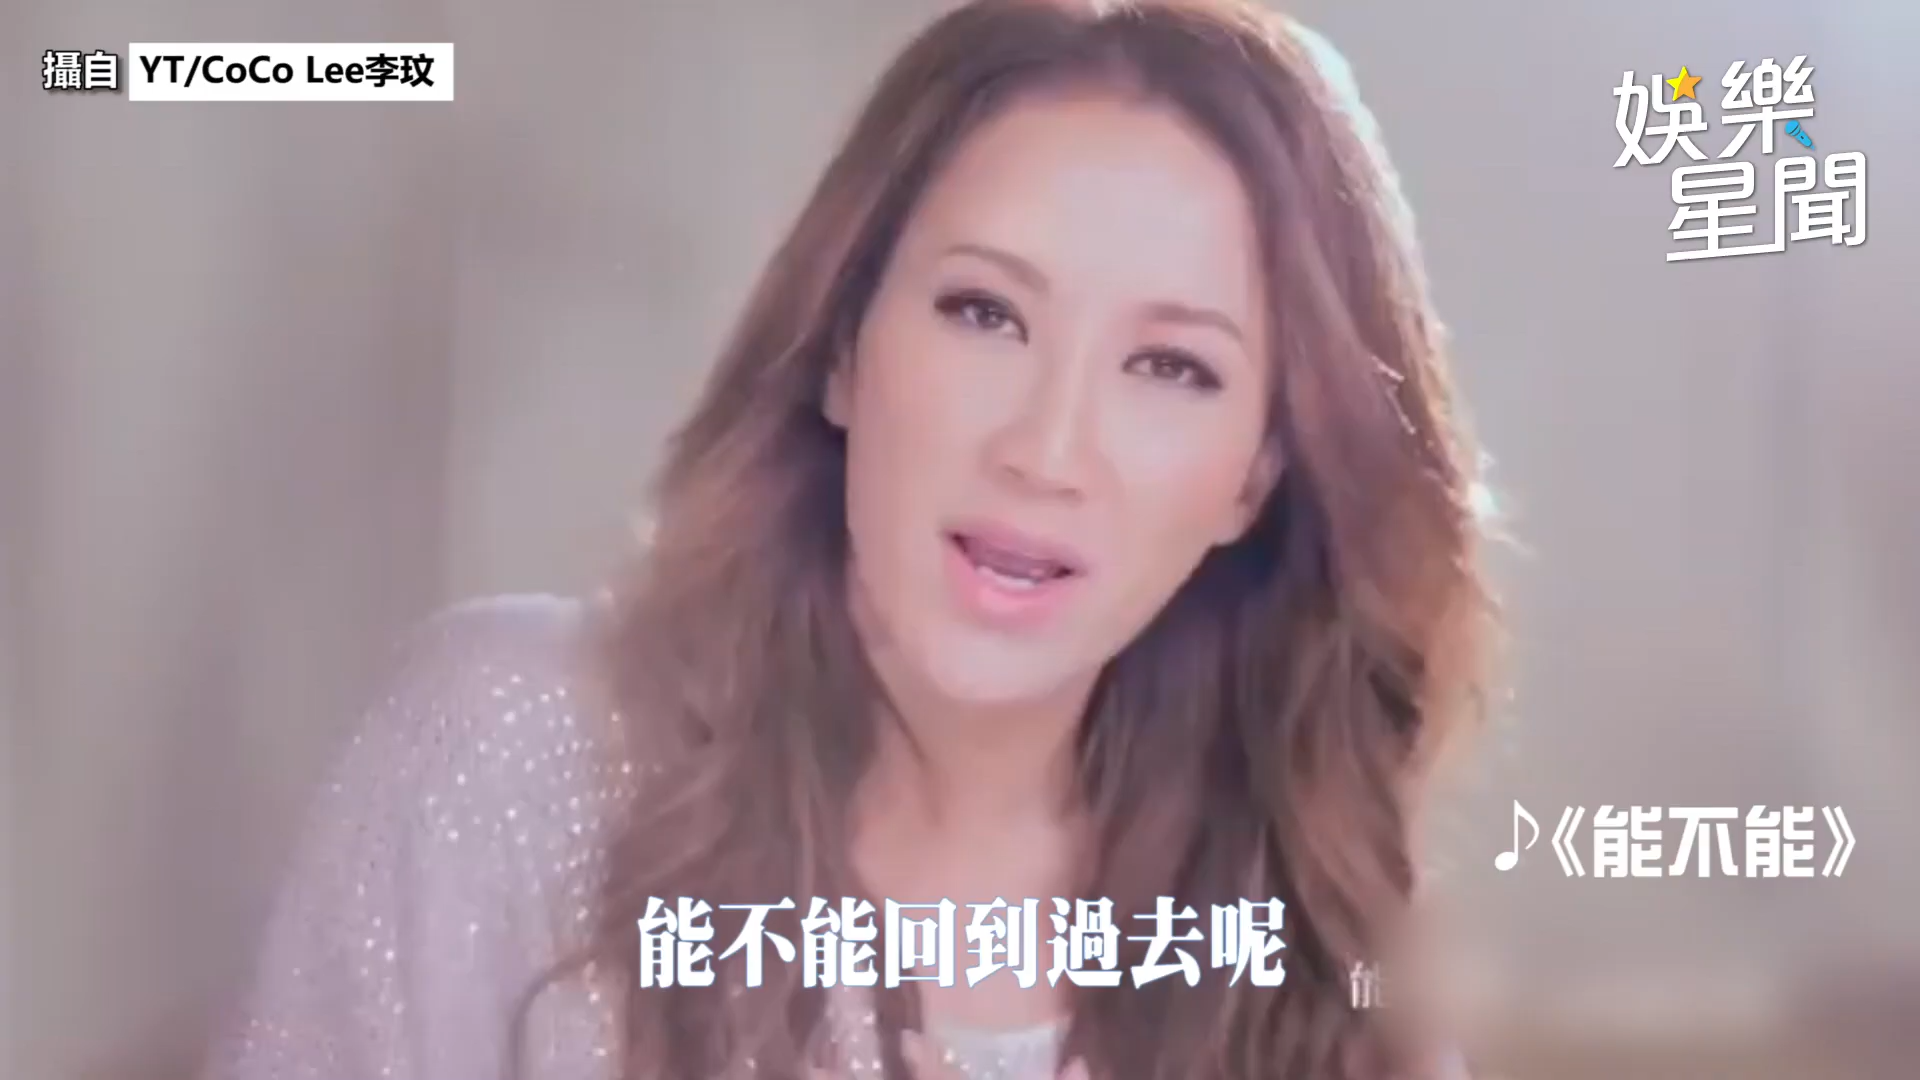 攝自 YT/CoCo Lee李玟
娛樂
星聞
《能不能》
能不能回到過去呢
能